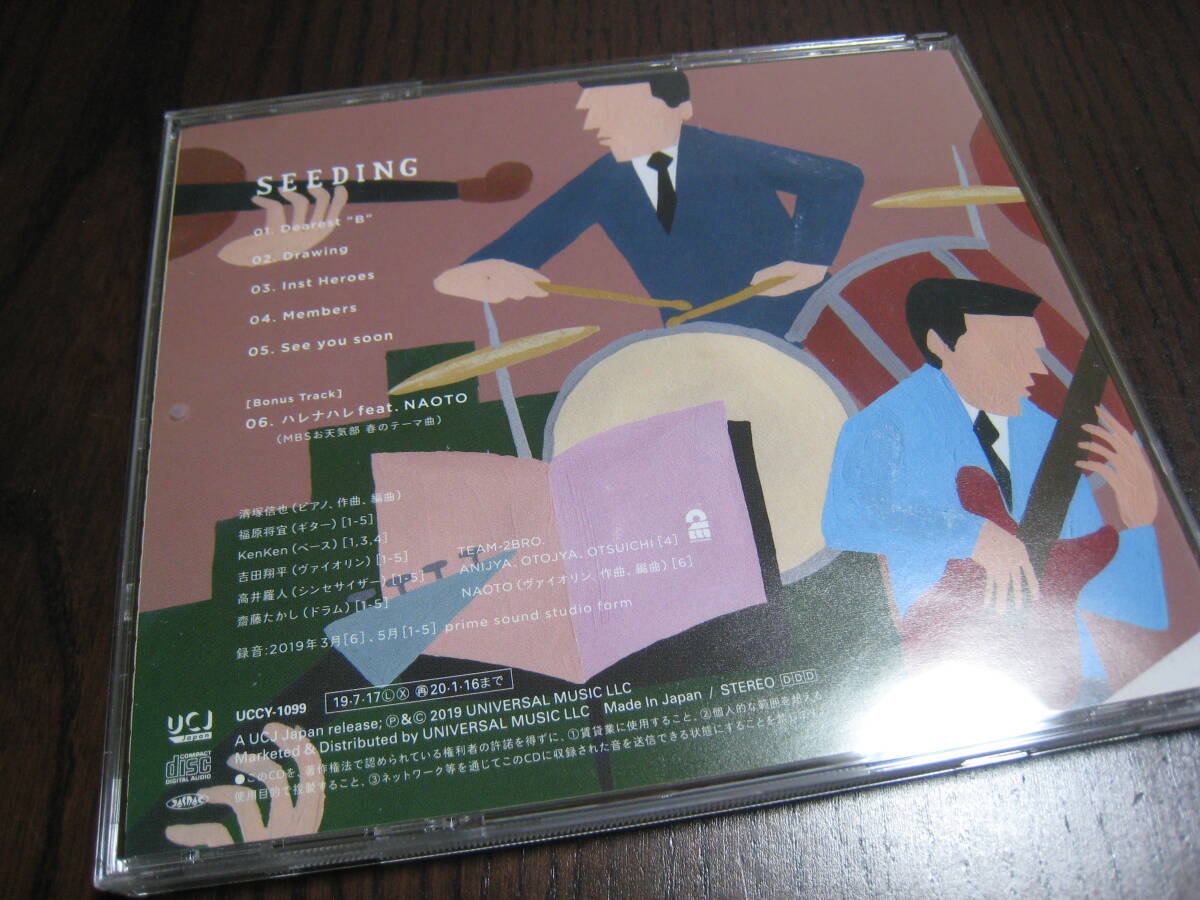 SEEDING
01. Dearest "B"
02. Drawing
03. Inst Heroes
04. Members
05. See you soon
[Bonus Track]
06. ハレナハレ feat. NAOTO
（MBSお天気部 春のテーマ曲）
清塚信也（ピアノ、作曲、編曲）
福原将宜（ギター）[1-5]
KenKen（ベース）[1,3,4]
吉田翔平（ヴァイオリン）[1-5]
高井羅人（シンセサイザー）[1-5]
齋藤たかし（ドラム）[1-5]
TEAM-2BRO.
ANIJYA、OTOJYA、OTSUICHI [4]
NAOTO（ヴァイオリン、作曲、編曲）[6]
録音:2019年3月[6]、5月[1-5] prime sound studio form
19・7・17 Ⓛ Ⓧ 再 20・1・16まで
UCCY-1099
A UCJ Japan release; Ⓟ&© 2019 UNIVERSAL MUSIC LLC
Marketed & Distributed by UNIVERSAL MUSIC LLC Made In Japan / STEREO DDD
●このCDを、著作権法で認められている権利者の許諾を得ずに、①賃貸業に使用すること、②個人的な範囲を超える
使用目的で複製すること、③ネットワーク等を通じてこのCDに収録された音を送信できる状態にすることを
UCJ
Japan
COMPACT
disc
DIGITAL AUDIO
JASRAC